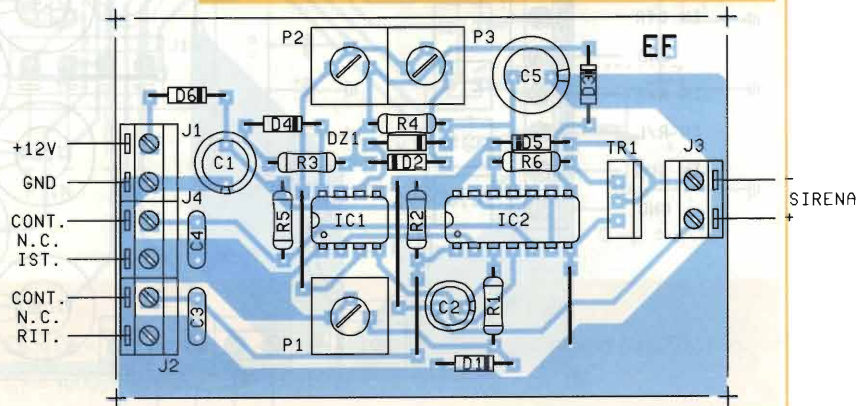 P2
P3
EF
C5
D3
D6
J1
D4
DZ1
R4
D5
TR1
J3
+12V
C1
R3
D2
R6
GND
-
SIRENA
+
J4
CONT.
N.C.
IST.
C4
R5
IC1
R2
IC2
CONT.
N.C.
RIT.
C3
P1
C2
R1
J2
D1